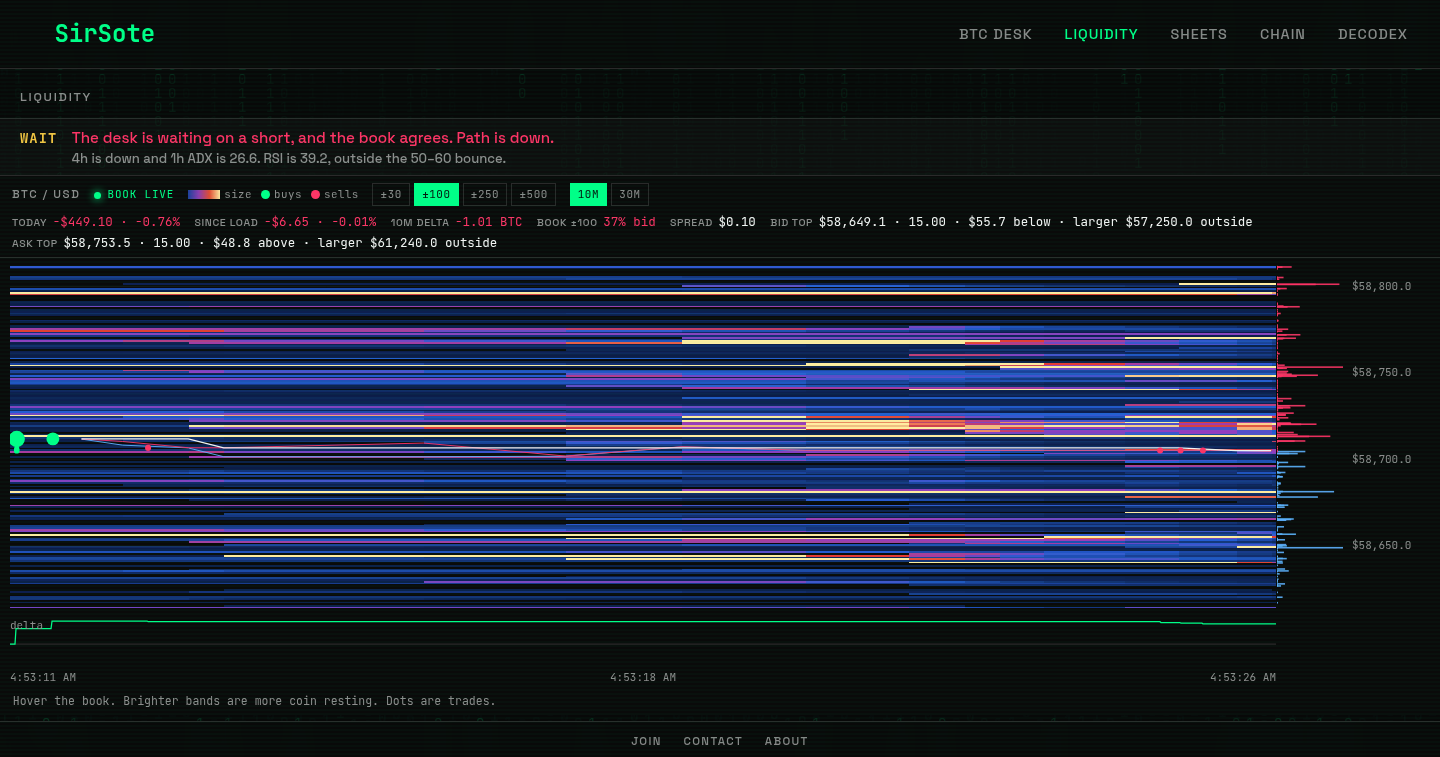 SirSote
BTC DESK LIQUIDITY SHEETS CHAIN DECODEX
LIQUIDITY
WAIT The desk is waiting on a short, and the book agrees. Path is down.
4h is down and 1h ADX is 26.6. RSI is 39.2, outside the 50–60 bounce.
BTC / USD BOOK LIVE size buys sells ±30 ±100 ±250 ±500 10M 30M
TODAY -$449.10 · -0.76% SINCE LOAD -$6.65 · -0.01% 10M DELTA -1.01 BTC BOOK ±100 37% bid SPREAD $0.10 BID TOP $58,649.1 · 15.00 · $55.7 below · larger $57,250.0 outside
ASK TOP $58,753.5 · 15.00 · $48.8 above · larger $61,240.0 outside
$58,800.0
$58,750.0
$58,700.0
$58,650.0
delta
4:53:11 AM 4:53:18 AM 4:53:26 AM
Hover the book. Brighter bands are more coin resting. Dots are trades.
JOIN CONTACT ABOUT